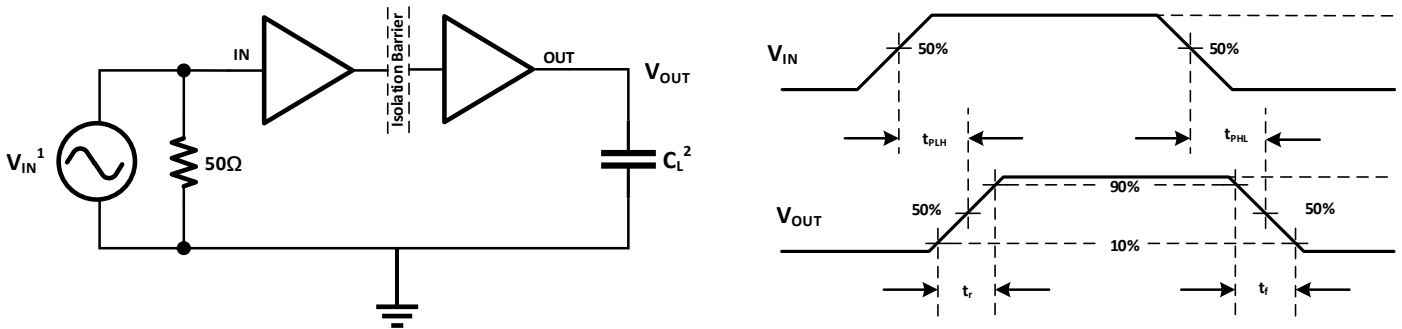 IN
Isolation Barrier
OUT
V_OUT
V_IN^1
50Ω
C_L^2
V_IN
50%
50%
t_PLH
t_PHL
V_OUT
90%
50%
50%
10%
t_r
t_f